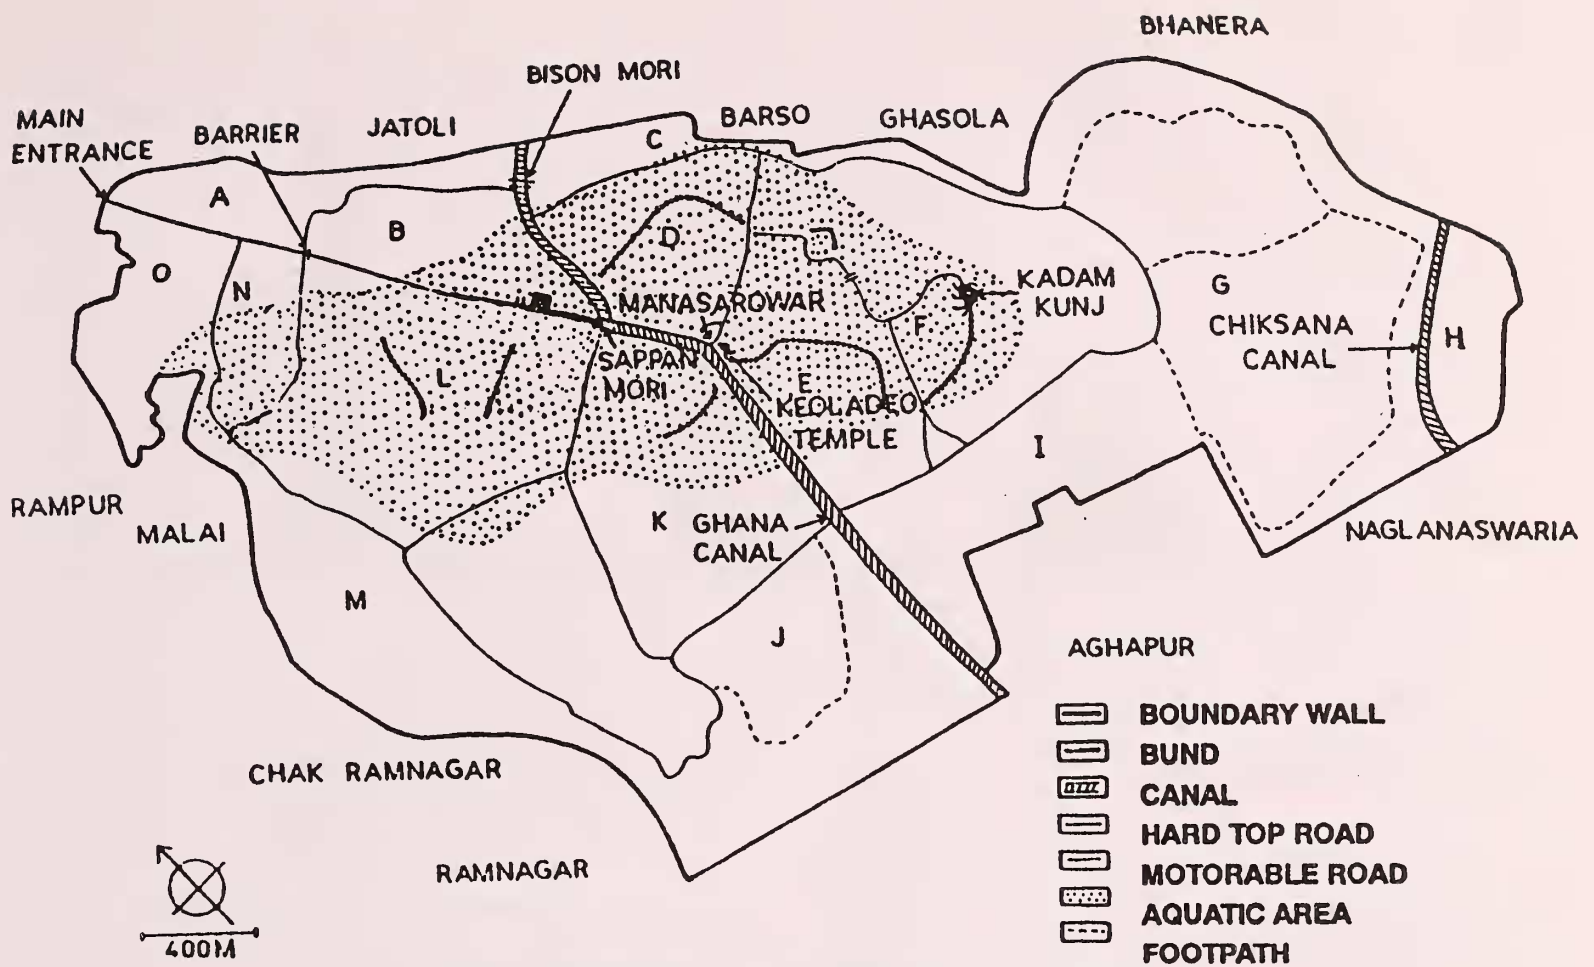 BHANERA
BISON MORI
MAIN
ENTRANCE
BARRIER
JATOLI
BARSO
GHASOLA
C
A
B
D
O
N
MANASAROWAR
KADAM
KUNJ
G
F
CHIKSANA
CANAL
H
SAPPAN
MORI
L
E
KEOLADEO
TEMPLE
I
RAMPUR
MALAI
K
GHANA
CANAL
NAGLANASWARIA
M
J
AGHAPUR
CHAK RAMNAGAR
RAMNAGAR
400M
BOUNDARY WALL
BUND
CANAL
HARD TOP ROAD
MOTORABLE ROAD
AQUATIC AREA
FOOTPATH